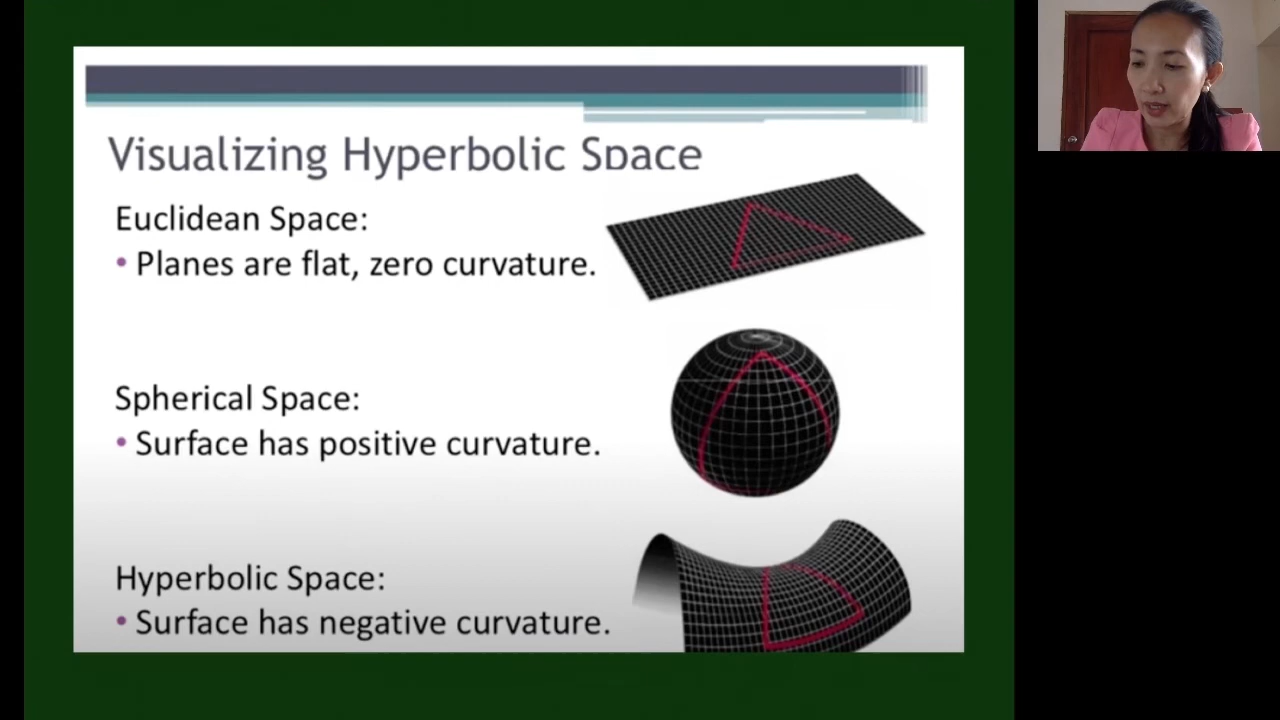 Visualizing Hyperbolic Space
Euclidean Space:
• Planes are flat, zero curvature.
Spherical Space:
• Surface has positive curvature.
Hyperbolic Space:
• Surface has negative curvature.